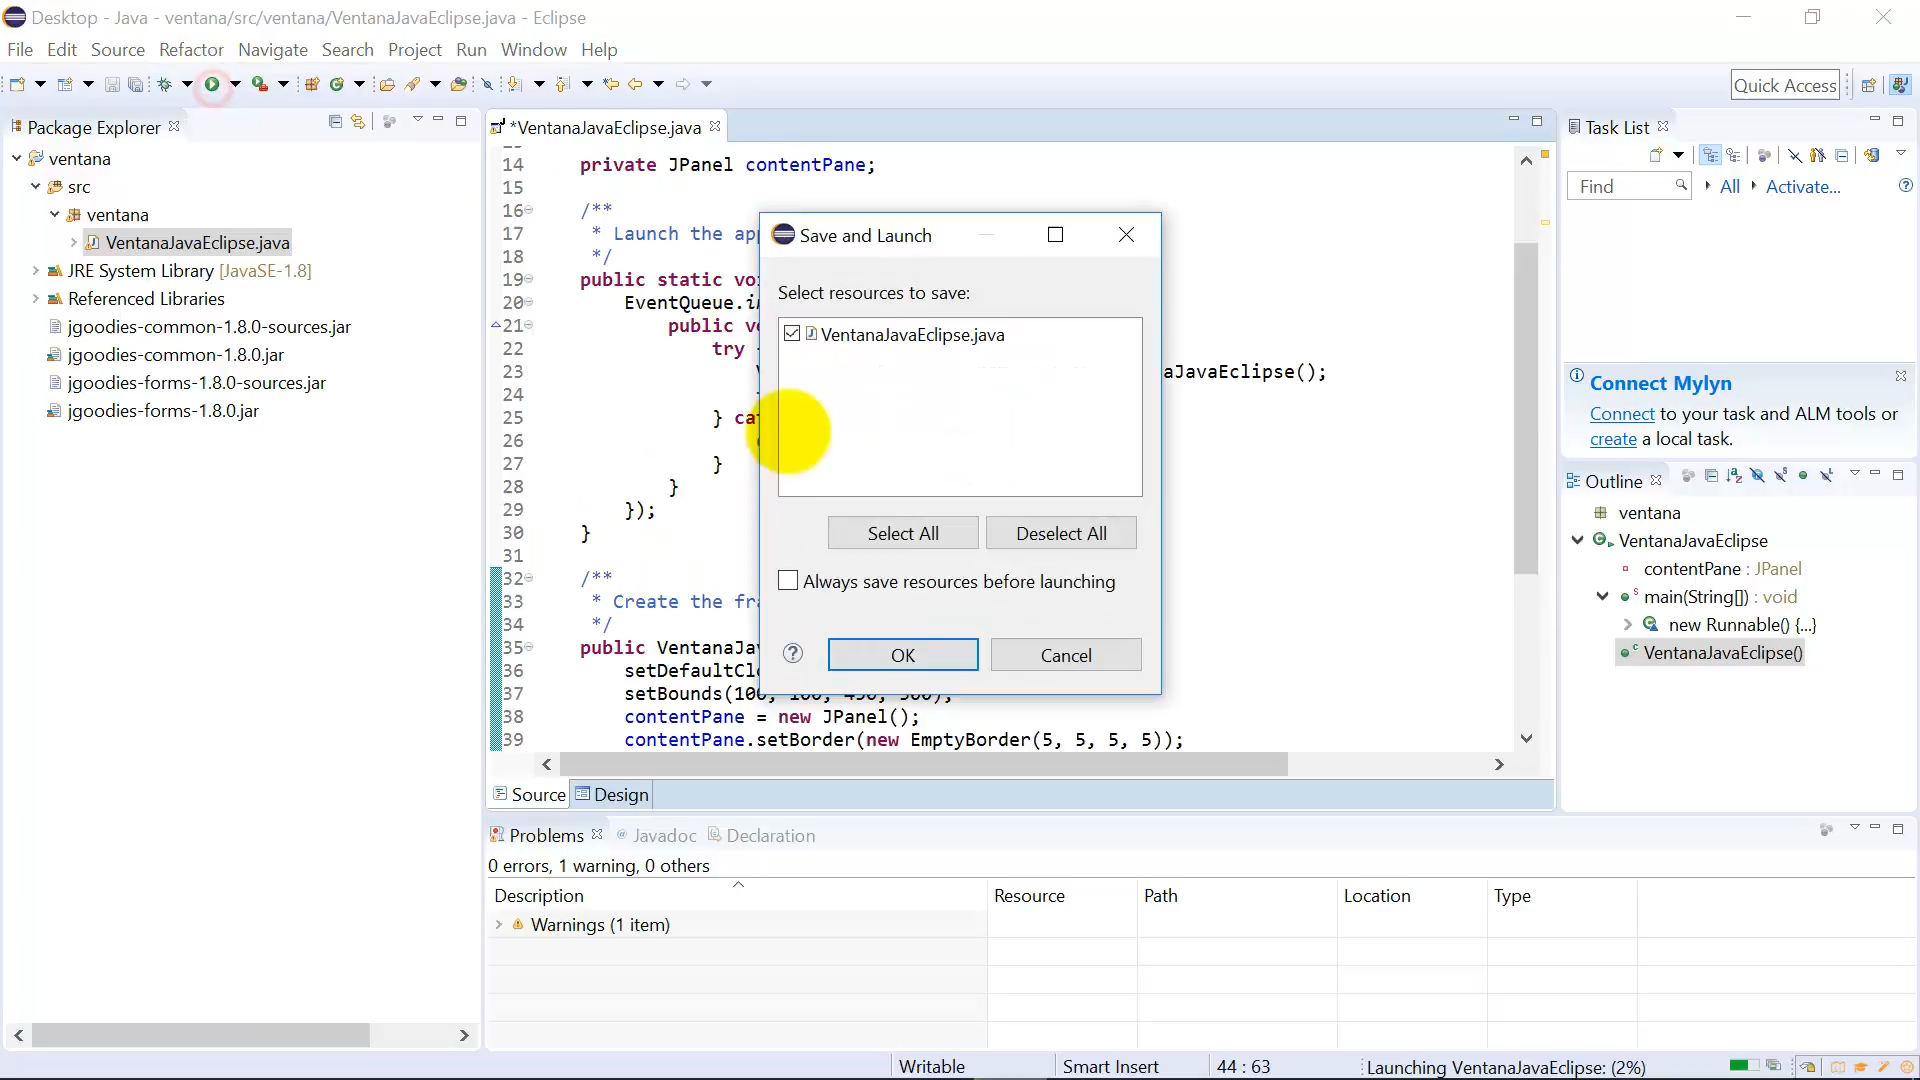 Desktop - Java - ventana/src/ventana/VentanaJavaEclipse.java - Eclipse
File Edit Source Refactor Navigate Search Project Run Window Help
Quick Access
Package Explorer
ventana
src
ventana
VentanaJavaEclipse.java
JRE System Library [JavaSE-1.8]
Referenced Libraries
jgoodies-common-1.8.0-sources.jar
jgoodies-common-1.8.0.jar
jgoodies-forms-1.8.0-sources.jar
jgoodies-forms-1.8.0.jar
*VentanaJavaEclipse.java
14 private JPanel contentPane;
15
16 /**
17 * Launch the
18 */
19 public static
20 EventQueue.
21 public
22 try
23 aJavaEclipse();
24
25 }
26
27 }
28 }
29 });
30 }
31
32 /**
33 * Create the
34 */
35 public
36
37
38 contentPane = new JPanel();
39 contentPane.setBorder(new EmptyBorder(5, 5, 5, 5));
Source Design
Save and Launch
Select resources to save:
VentanaJavaEclipse.java
Select All Deselect All
Always save resources before launching
OK Cancel
Task List
Find All Activate...
Connect Mylyn
Connect to your task and ALM tools or
create a local task.
Outline
ventana
VentanaJavaEclipse
contentPane : JPanel
main(String[]) : void
new Runnable() {...}
VentanaJavaEclipse()
Problems @ Javadoc Declaration
0 errors, 1 warning, 0 others
Description Resource Path Location Type
Warnings (1 item)
Writable Smart Insert 44 : 63 Launching VentanaJavaEclipse: (2%)